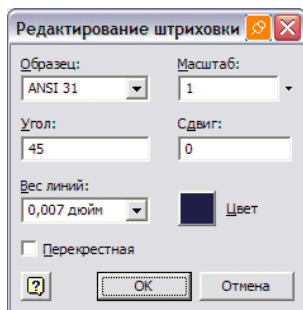 Редактирование штриховки
Образец: Масштаб:
ANSI 31 1
Угол: Сдвиг:
45 0
Вес линий:
0,007 дюйм Цвет
Перекрестная
? OK Отмена